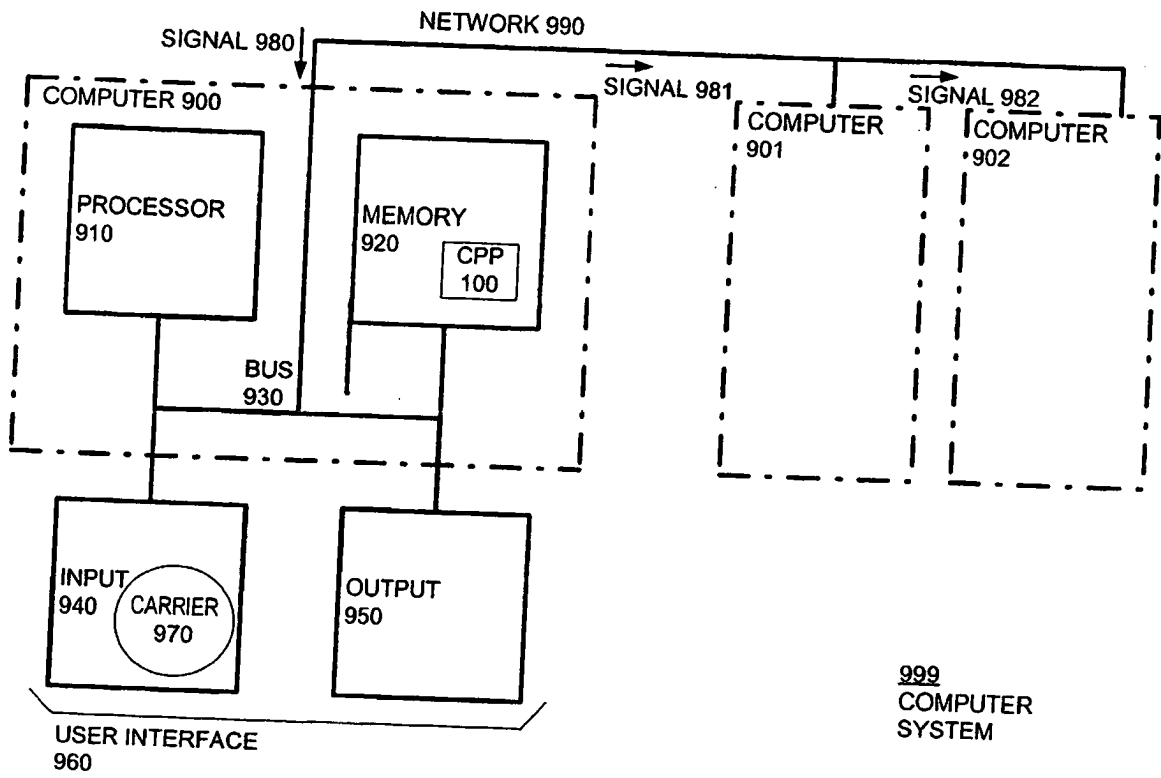 NETWORK 990
SIGNAL 980
SIGNAL 981
SIGNAL 982
COMPUTER 900
COMPUTER
901
COMPUTER
902
PROCESSOR
910
MEMORY
920
CPP
100
BUS
930
INPUT
940
CARRIER
970
OUTPUT
950
USER INTERFACE
960
999
COMPUTER
SYSTEM